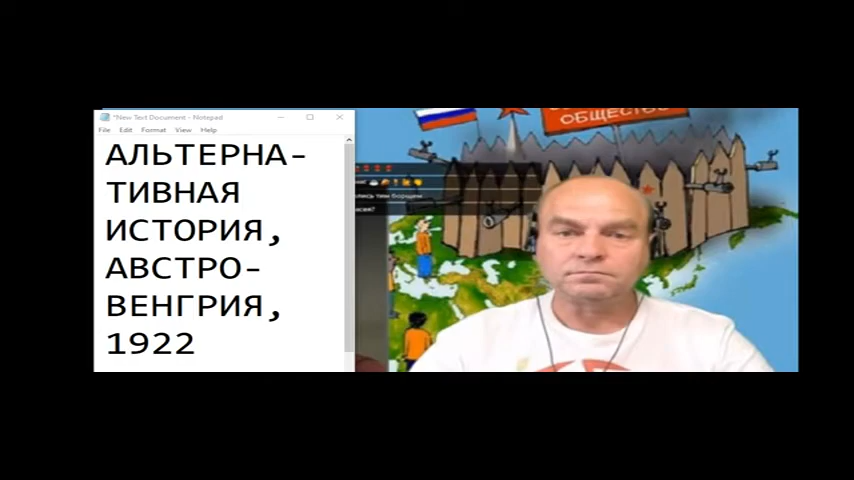 *New Text Document - Notepad
File Edit Format View Help
АЛЬТЕРНА-
ТИВНАЯ
ИСТОРИЯ,
АВСТРО-
ВЕНГРИЯ,
1922
ОБЩЕСТВО